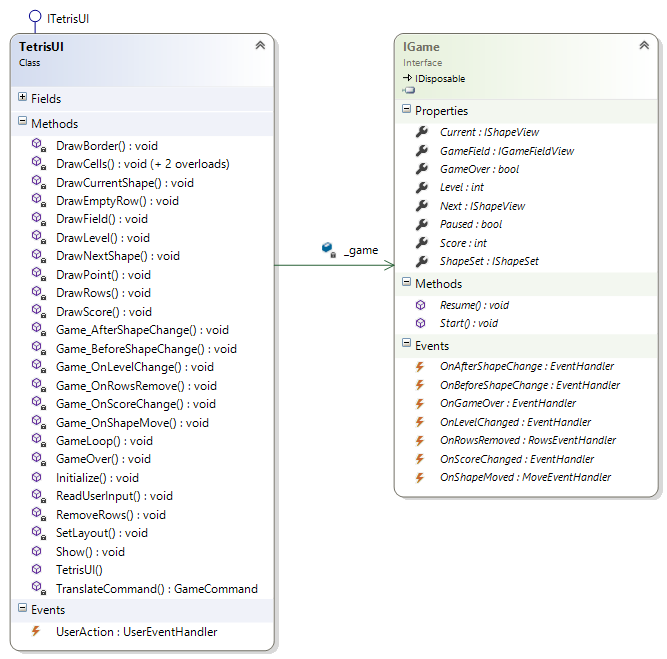 ITetrisUI
TetrisUI
Class
Fields
Methods
DrawBorder() : void
DrawCells() : void (+ 2 overloads)
DrawCurrentShape() : void
DrawEmptyRow() : void
DrawField() : void
DrawLevel() : void
DrawNextShape() : void
DrawPoint() : void
DrawRows() : void
DrawScore() : void
Game_AfterShapeChange() : void
Game_BeforeShapeChange() : void
Game_OnLevelChange() : void
Game_OnRowsRemove() : void
Game_OnScoreChange() : void
Game_OnShapeMove() : void
GameLoop() : void
GameOver() : void
Initialize() : void
ReadUserInput() : void
RemoveRows() : void
SetLayout() : void
Show() : void
TetrisUI()
TranslateCommand() : GameCommand
Events
UserAction : UserEventHandler
_game
IGame
Interface
IDisposable
Properties
Current : IShapeView
GameField : IGameFieldView
GameOver : bool
Level : int
Next : IShapeView
Paused : bool
Score : int
ShapeSet : IShapeSet
Methods
Resume() : void
Start() : void
Events
OnAfterShapeChange : EventHandler
OnBeforeShapeChange : EventHandler
OnGameOver : EventHandler
OnLevelChanged : EventHandler
OnRowsRemoved : RowsEventHandler
OnScoreChanged : EventHandler
OnShapeMoved : MoveEventHandler